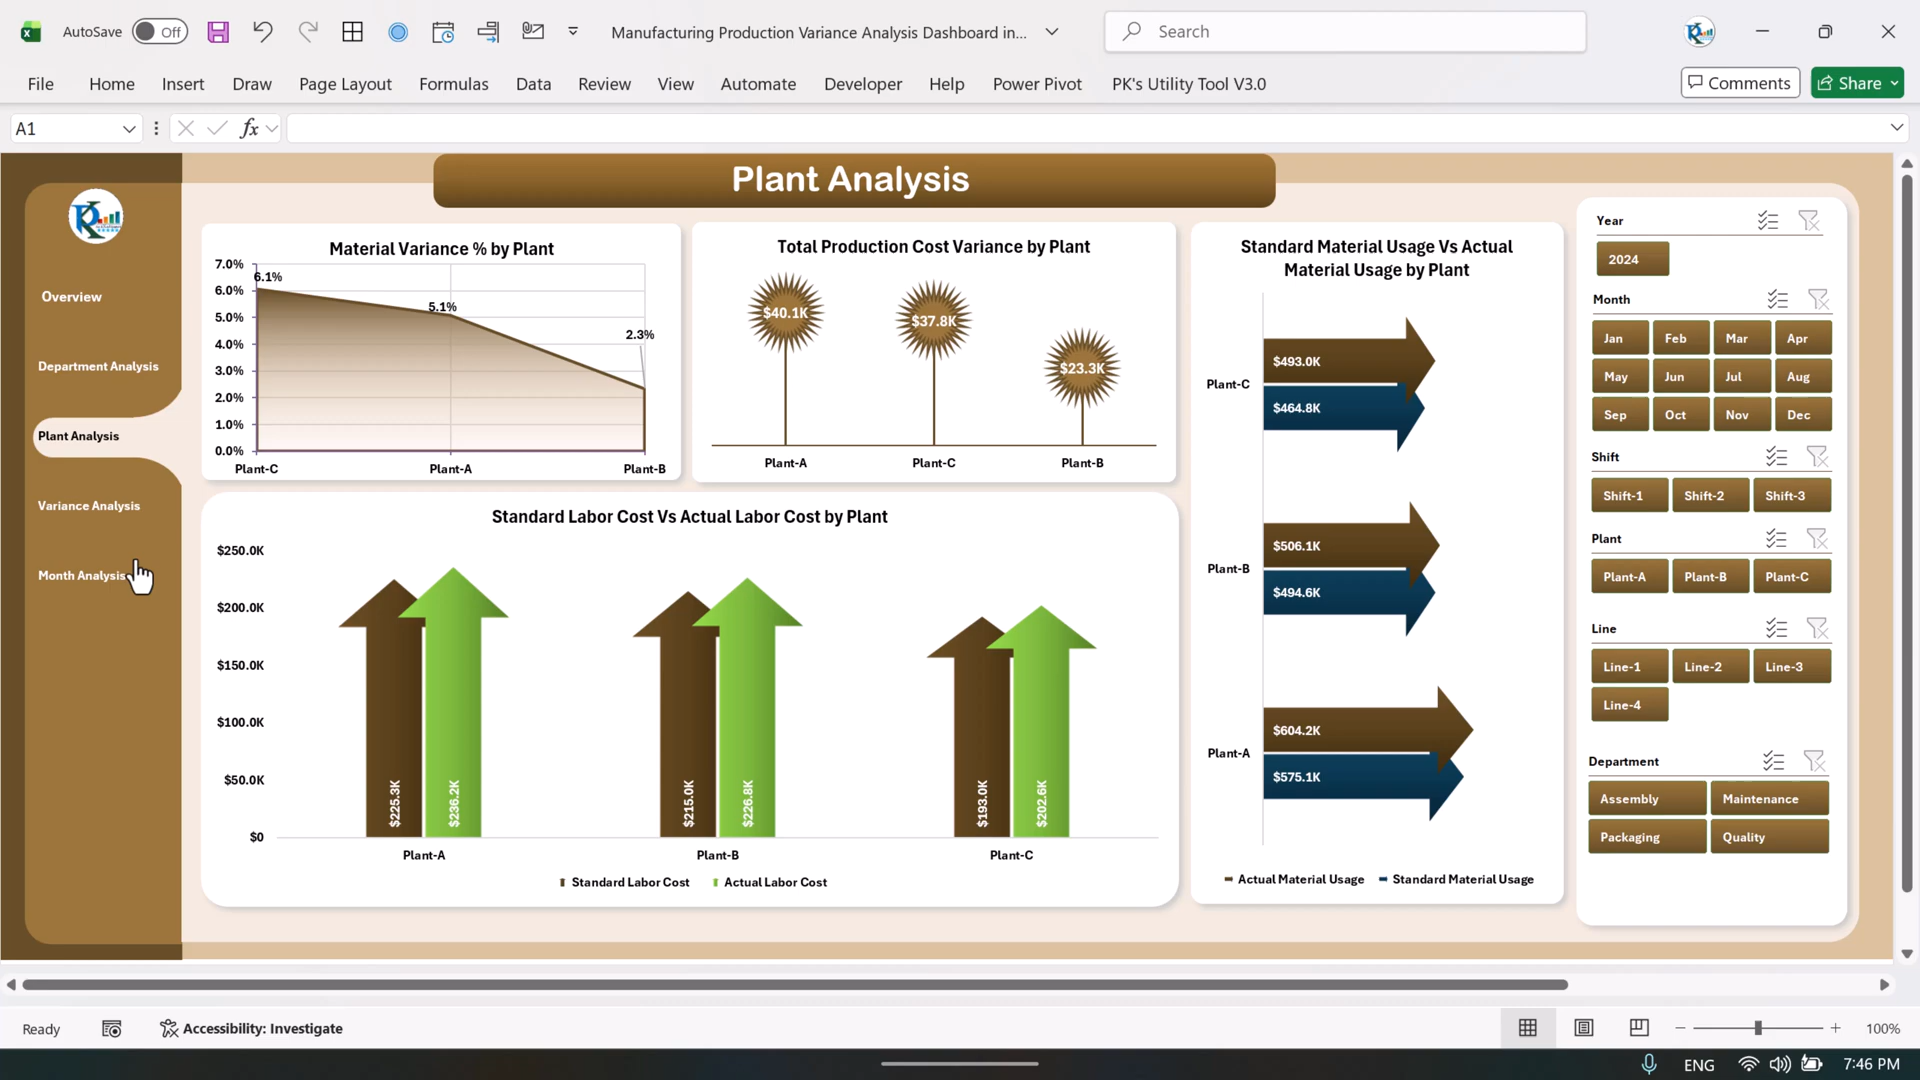 AutoSave Off
Manufacturing Production Variance Analysis Dashboard in...
Search
File Home Insert Draw Page Layout Formulas Data Review View Automate Developer Help Power Pivot PK's Utility Tool V3.0
Comments Share
A1 fx
Plant Analysis
Overview
Department Analysis
Plant Analysis
Variance Analysis
Month Analysis
Material Variance % by Plant
7.0%
6.0%
5.0%
4.0%
3.0%
2.0%
1.0%
0.0%
6.1%
5.1%
2.3%
Plant-C Plant-A Plant-B
Total Production Cost Variance by Plant
$40.1K $37.8K $23.3K
Plant-A Plant-C Plant-B
Standard Labor Cost Vs Actual Labor Cost by Plant
$250.0K
$200.0K
$150.0K
$100.0K
$50.0K
$0
$225.3K $236.2K $215.0K $226.8K $193.0K $202.6K
Plant-A Plant-B Plant-C
Standard Labor Cost Actual Labor Cost
Standard Material Usage Vs Actual
Material Usage by Plant
Plant-C
$493.0K
$464.8K
Plant-B
$506.1K
$494.6K
Plant-A
$604.2K
$575.1K
Actual Material Usage Standard Material Usage
Year
2024
Month
Jan Feb Mar Apr
May Jun Jul Aug
Sep Oct Nov Dec
Shift
Shift-1 Shift-2 Shift-3
Plant
Plant-A Plant-B Plant-C
Line
Line-1 Line-2 Line-3
Line-4
Department
Assembly Maintenance
Packaging Quality
Ready Accessibility: Investigate 100%
ENG 7:46 PM